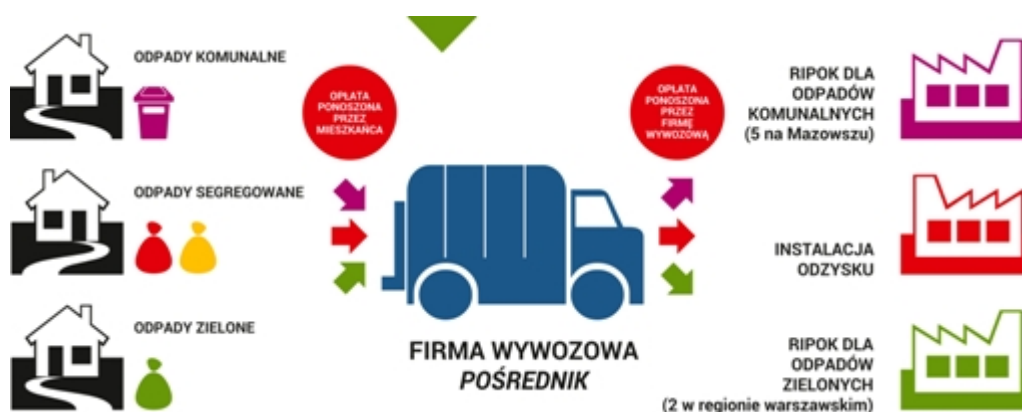 ODPADY KOMUNALNE
OPŁATA
PONOSZONA
PRZEZ
MIESZKAŃCA
OPŁATA
PONOSZONA
PRZEZ
FIRMĘ
WYWOZOWĄ
RIPOK DLA
ODPADÓW
KOMUNALNYCH
(5 na Mazowszu)
ODPADY SEGREGOWANE
INSTALACJA
ODZYSKU
ODPADY ZIELONE
FIRMA WYWOZOWA
POŚREDNIK
RIPOK DLA
ODPADÓW
ZIELONYCH
(2 w regionie warszawskim)